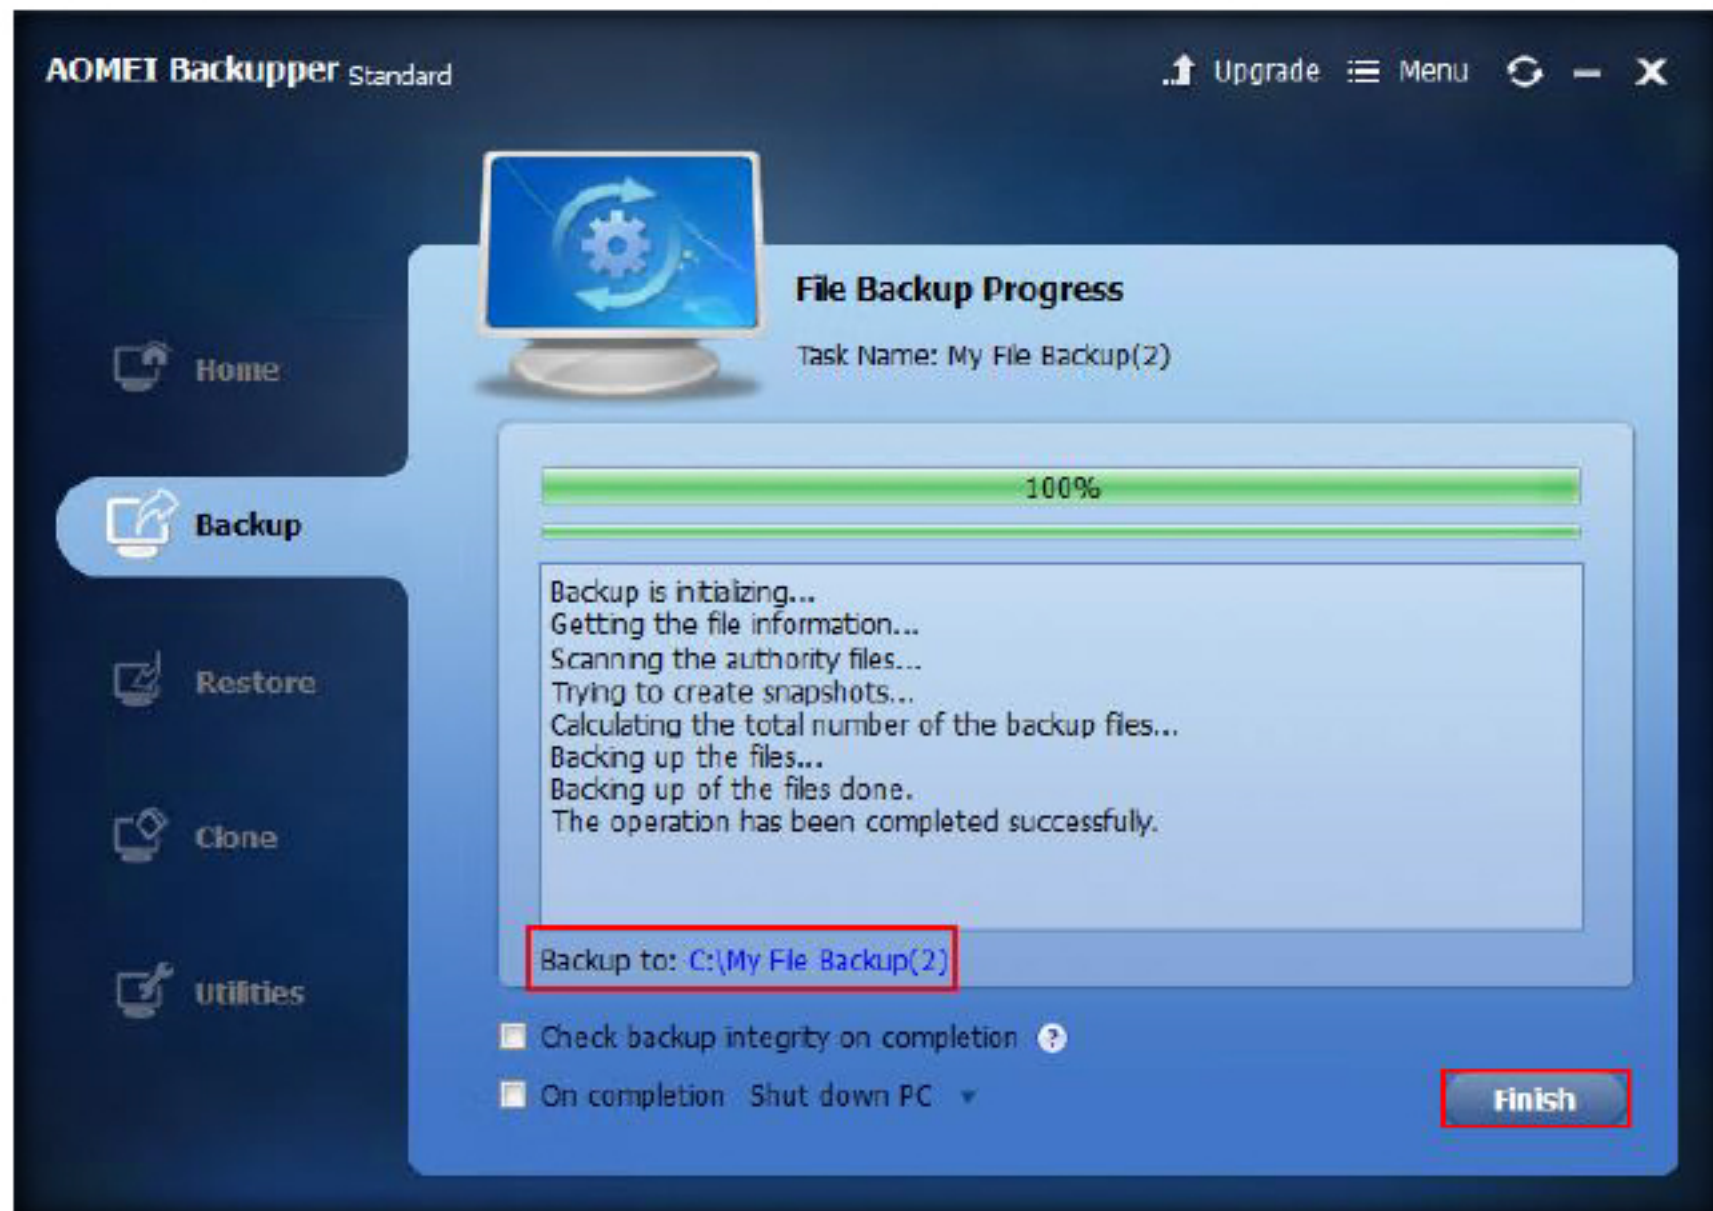 AOMEI Backupper Standard
Upgrade Menu
File Backup Progress
Task Name: My File Backup(2)
Home
100%
Backup
Backup is initializing...
Getting the file information...
Scanning the authority files...
Trying to create snapshots...
Calculating the total number of the backup files...
Backing up the files...
Backing up of the files done.
The operation has been completed successfully.
Restore
Clone
Utilities
Backup to: C:\My File Backup(2)
Check backup integrity on completion ?
On completion Shut down PC
Finish